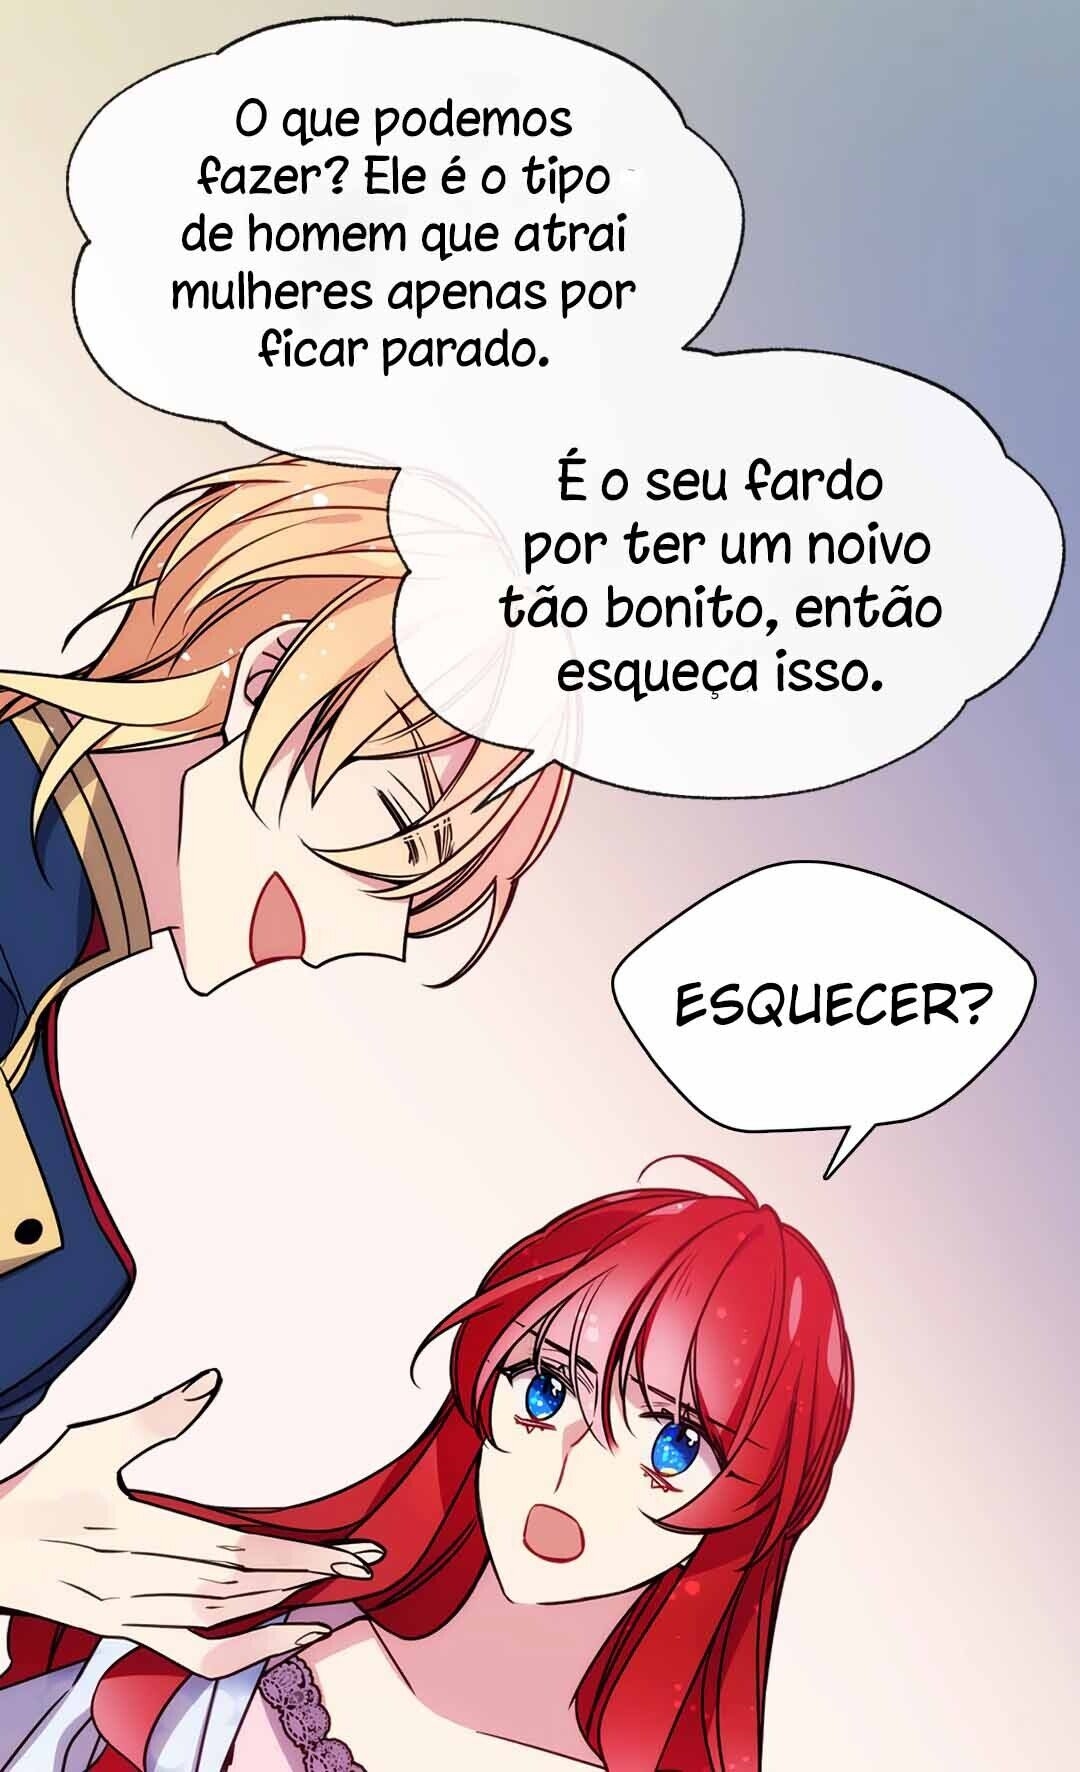 O que podemos
fazer? Ele é o tipo
de homem que atrai
mulheres apenas por
ficar parado.
É o seu fardo
por ter um noivo
tão bonito, então
esqueça isso.
ESQUECER?